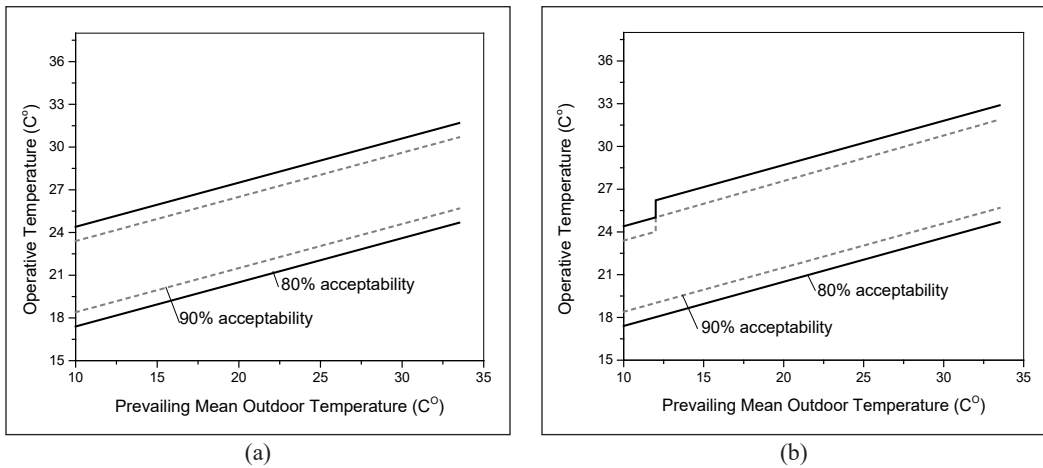 36
33
30
27
24
21
18
15
Operative Temperature (C°)
80% acceptability
90% acceptability
10 15 20 25 30 35
Prevailing Mean Outdoor Temperature (C^O)
(a)
36
33
30
27
24
21
18
15
Operative Temperature (C°)
80% acceptability
90% acceptability
10 15 20 25 30 35
Prevailing Mean Outdoor Temperature (C^O)
(b)